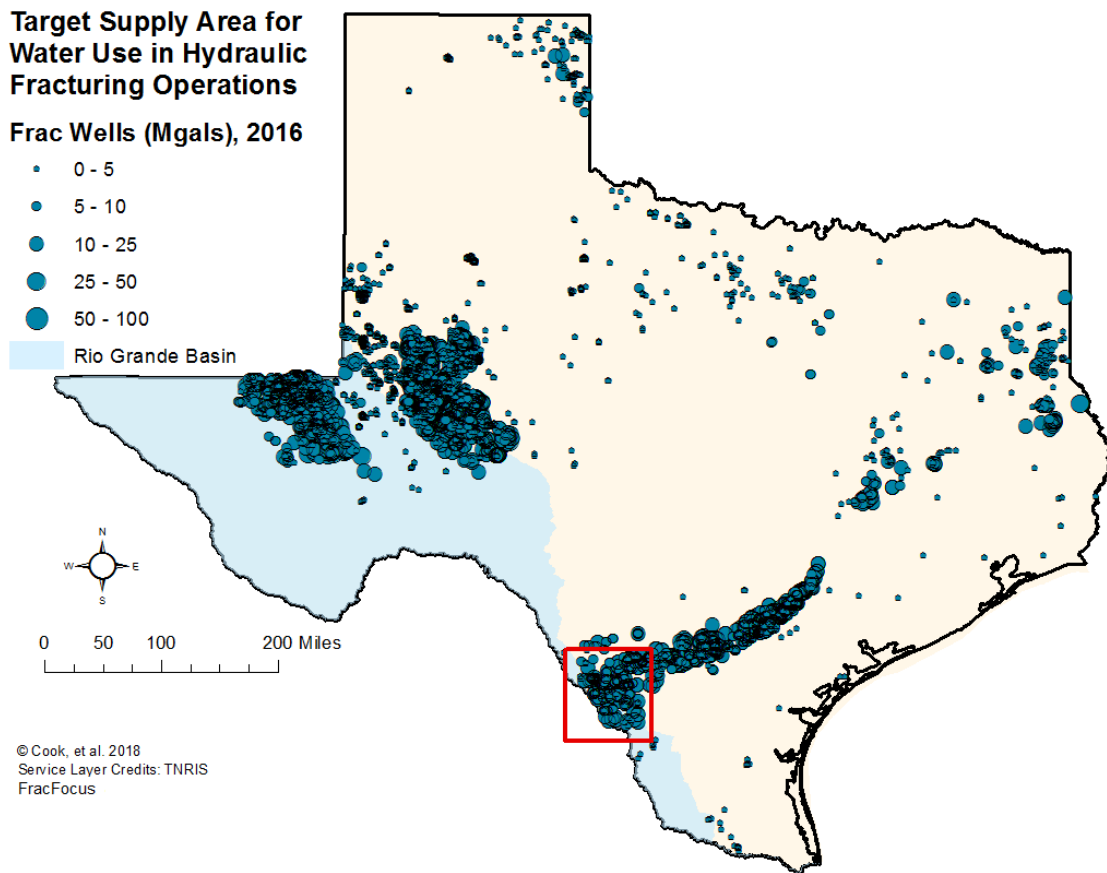 Target Supply Area for
Water Use in Hydraulic
Fracturing Operations
Frac Wells (Mgals), 2016
0 - 5
5 - 10
10 - 25
25 - 50
50 - 100
Rio Grande Basin
N
W E
S
0 50 100 200 Miles
© Cook, et al. 2018
Service Layer Credits: TNRIS
FracFocus